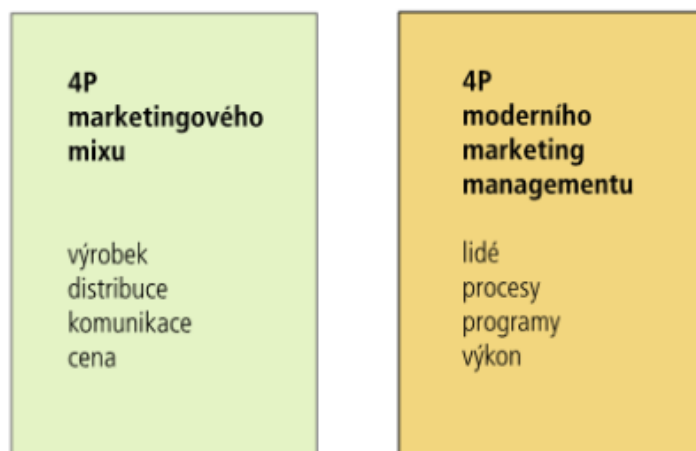 4P
marketingového
mixu
výrobek
distribuce
komunikace
cena
4P
moderního
marketing
managementu
lidé
procesy
programy
výkon